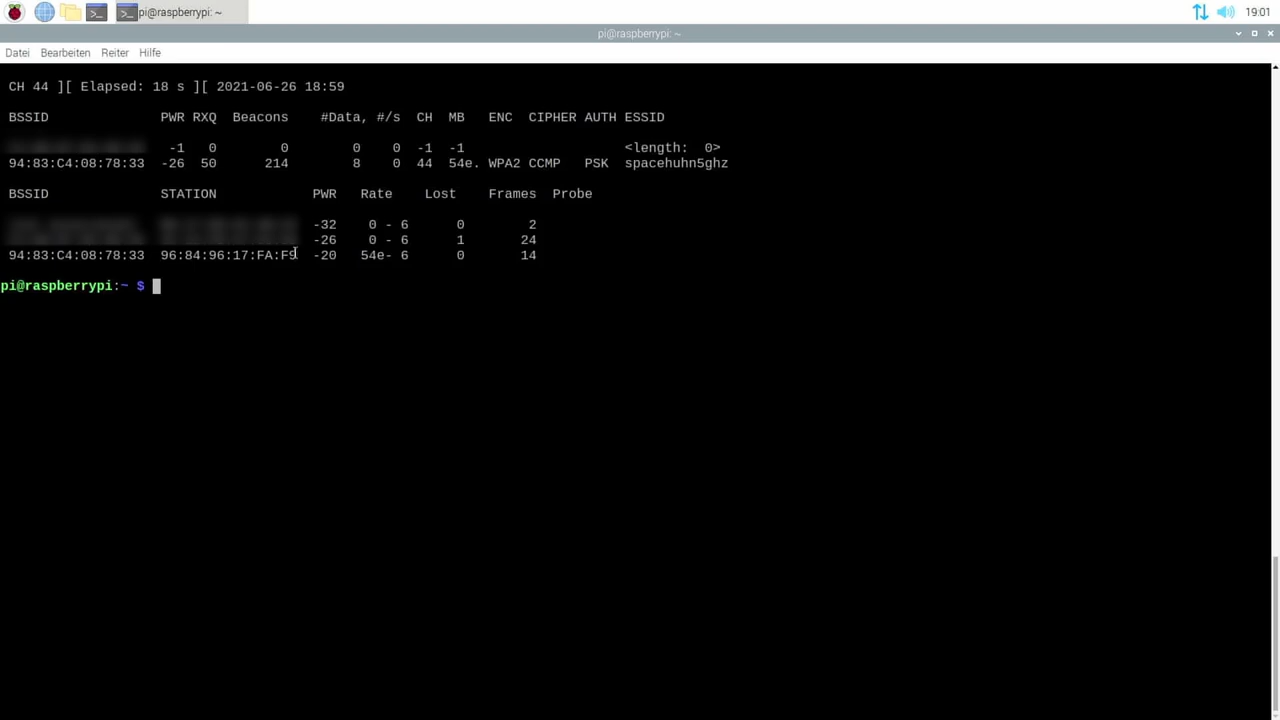 pi@raspberrypi: ~ 19:01
pi@raspberrypi: ~
Datei Bearbeiten Reiter Hilfe
CH 44 ][ Elapsed: 18 s ][ 2021-06-26 18:59
BSSID PWR RXQ Beacons #Data, #/s CH MB ENC CIPHER AUTH ESSID
-1 0 0 0 0 -1 -1 <length: 0>
94:83:C4:08:78:33 -26 50 214 8 0 44 54e. WPA2 CCMP PSK spacehuhn5ghz
BSSID STATION PWR Rate Lost Frames Probe
-32 0 - 6 0 2
-26 0 - 6 1 24
94:83:C4:08:78:33 96:84:96:17:FA:F9 -20 54e- 6 0 14
pi@raspberrypi:~ $